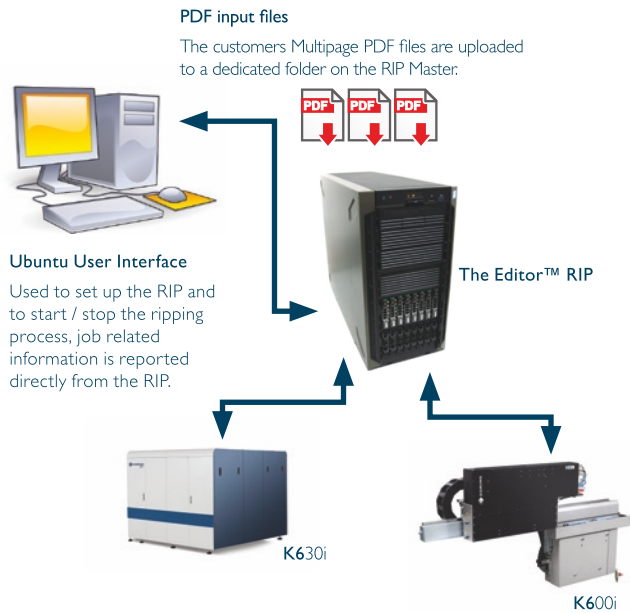 PDF input files
The customers Multipage PDF files are uploaded
to a dedicated folder on the RIP Master.
PDF PDF PDF
Ubuntu User Interface
Used to set up the RIP and
to start / stop the ripping
process, job related
information is reported
directly from the RIP.
The Editor™ RIP
K630i
K600i